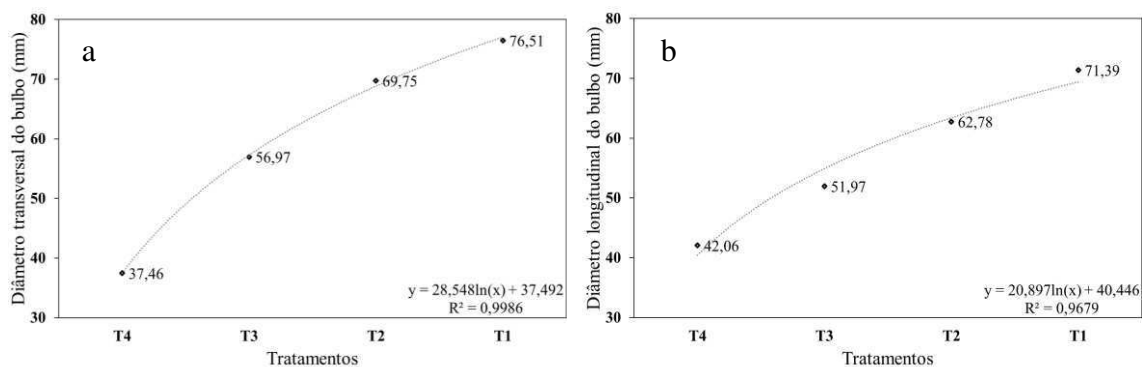 a
Diâmetro transversal do bulbo (mm)
80
70
60
50
40
30
37,46
56,97
69,75
76,51
y = 28,548ln(x) + 37,492
R² = 0,9986
T4
T3
T2
T1
Tratamentos
b
Diâmetro longitudinal do bulbo (mm)
80
70
60
50
40
30
42,06
51,97
62,78
71,39
y = 20,897ln(x) + 40,446
R² = 0,9679
T4
T3
T2
T1
Tratamentos